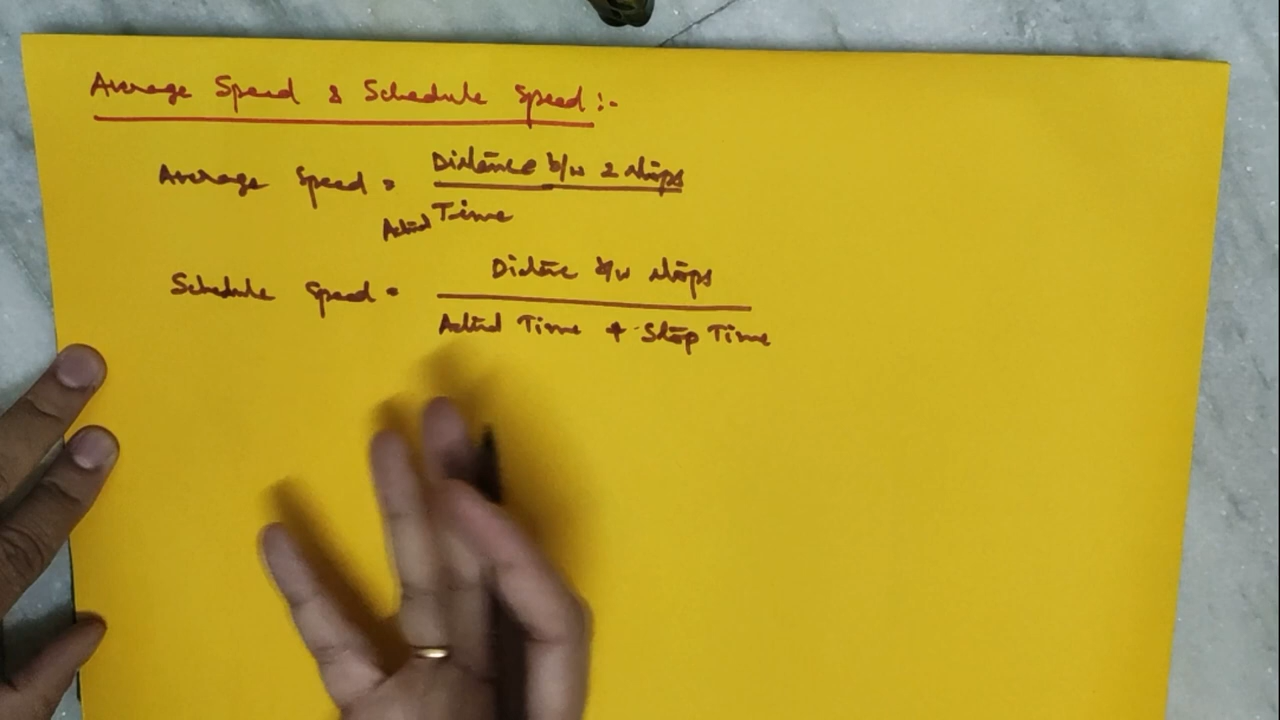 Average Speed & Schedule Speed :-
Average Speed = Distance b/w 2 stops
Actual Time
Schedule Speed = Distance b/w stops
Actual Time + Stop Time